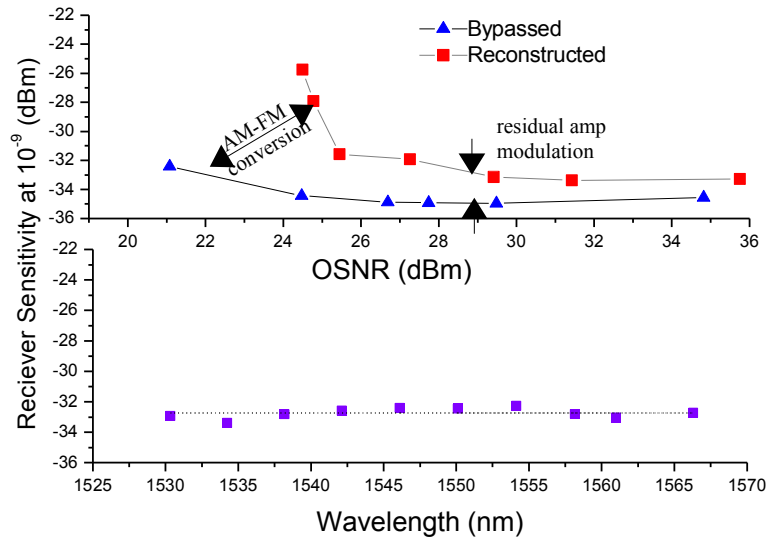 -22
-24
-26
-28
-30
-32
-34
-36
20 22 24 26 28 30 32 34 36
Bypassed
Reconstructed
AM-FM
conversion
residual amp
modulation
OSNR (dBm)
Reciever Sensitivity at 10⁻⁹ (dBm)
-22
-24
-26
-28
-30
-32
-34
-36
1525 1530 1535 1540 1545 1550 1555 1560 1565 1570
Wavelength (nm)